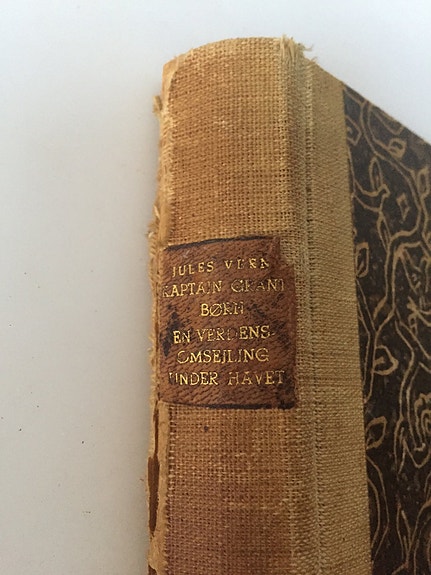 JULES VERN
KAPTAIN GRANT
BØRN
EN VERDENS-
OMSEJLING
UNDER HAVET